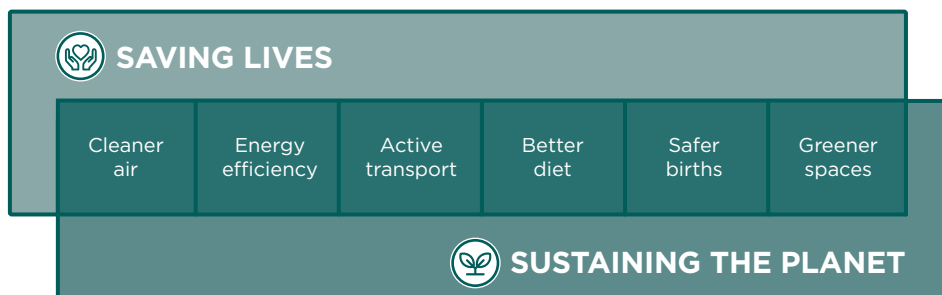 SAVING LIVES
Cleaner
air
Energy
efficiency
Active
transport
Better
diet
Safer
births
Greener
spaces
SUSTAINING THE PLANET